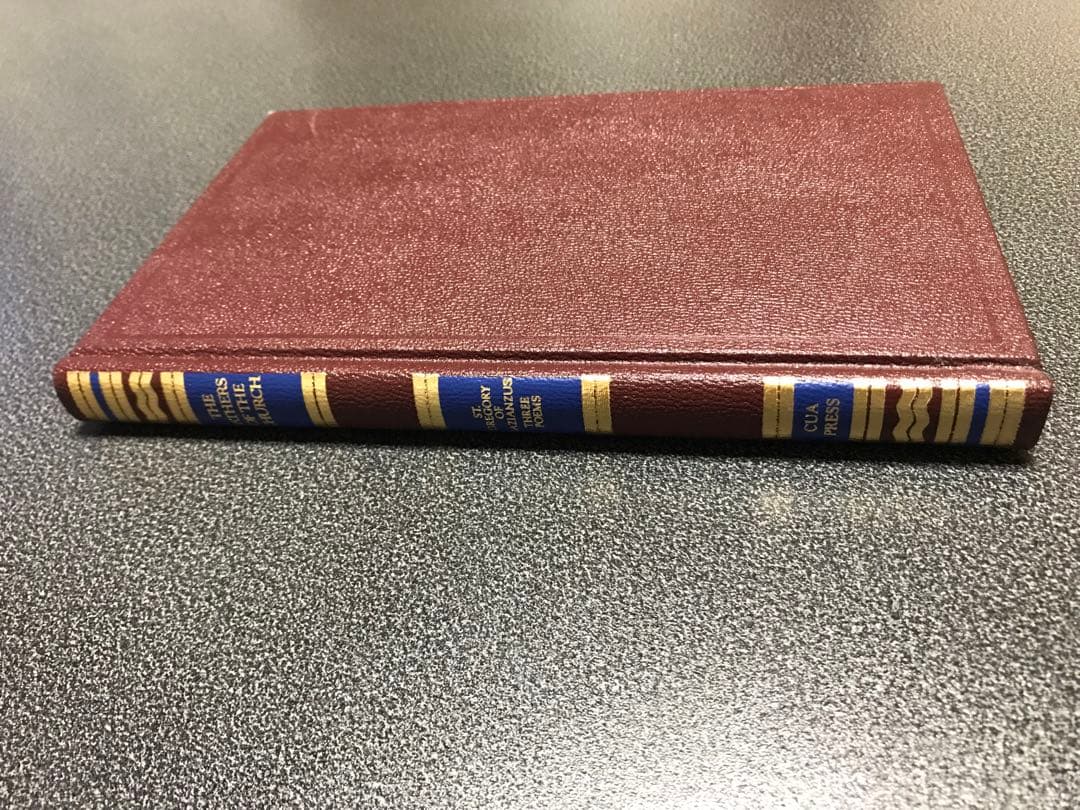 THE
FATHERS
OF THE
CHURCH
ST.
GREGORY
OF
NAZIANZUS
THREE
POEMS
CUA
PRESS